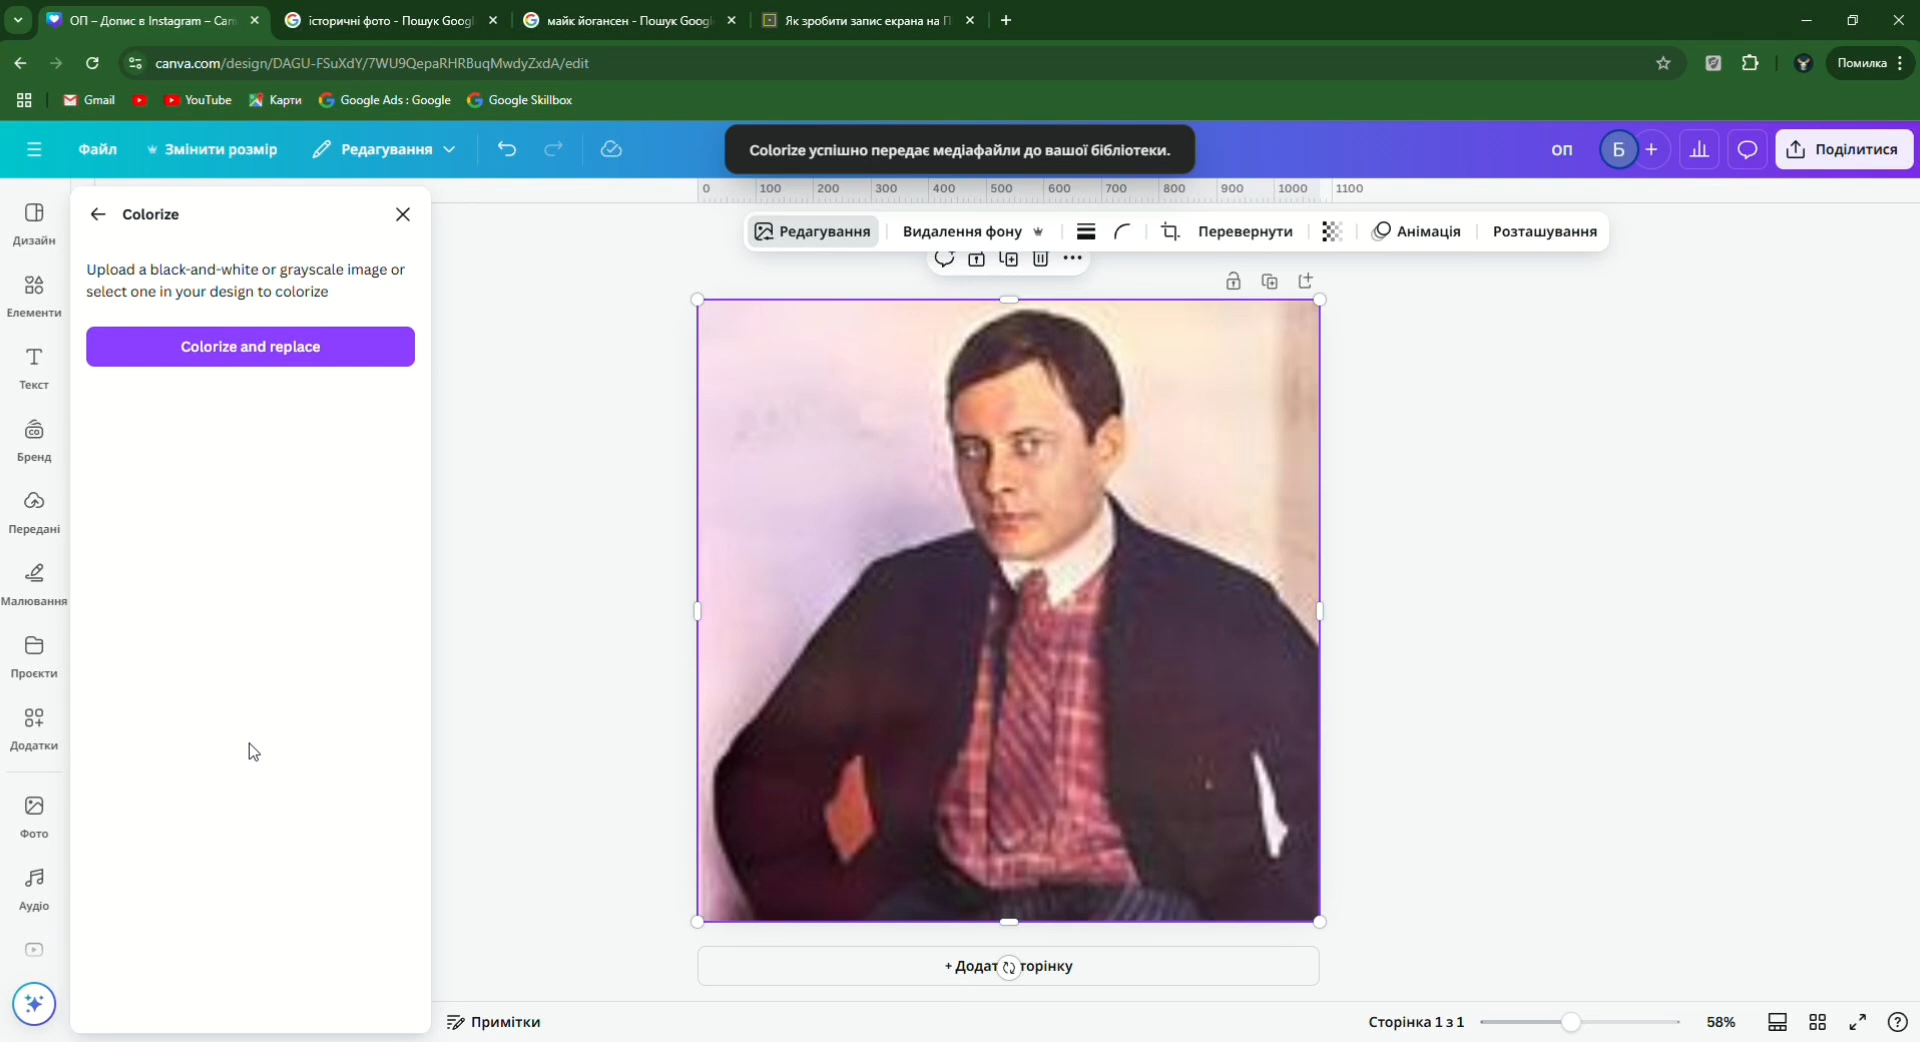 ОП – Допис в Instagram – Can
історичні фото - Пошук Googl
майк йогансен - Пошук Googl
Як зробити запис екрана на П
canva.com/design/DAGU-FSuXdY/7WU9QepaRHRBuqMwdyZxdA/edit
Помилка
Gmail
YouTube
Карти
Google Ads : Google
Google Skillbox
Файл
Змінити розмір
Редагування
Colorize успішно передає медіафайли до вашої бібліотеки.
ОП
Б
Поділитися
0 100 200 300 400 500 600 700 800 900 1000 1100
Colorize
Upload a black-and-white or grayscale image or
select one in your design to colorize
Colorize and replace
Дизайн
Елементи
Текст
Бренд
Передані
Малювання
Проєкти
Додатки
Фото
Аудіо
Редагування
Видалення фону
Перевернути
Анімація
Розташування
+ Додат торінку
Примітки
Сторінка 1 з 1
58%